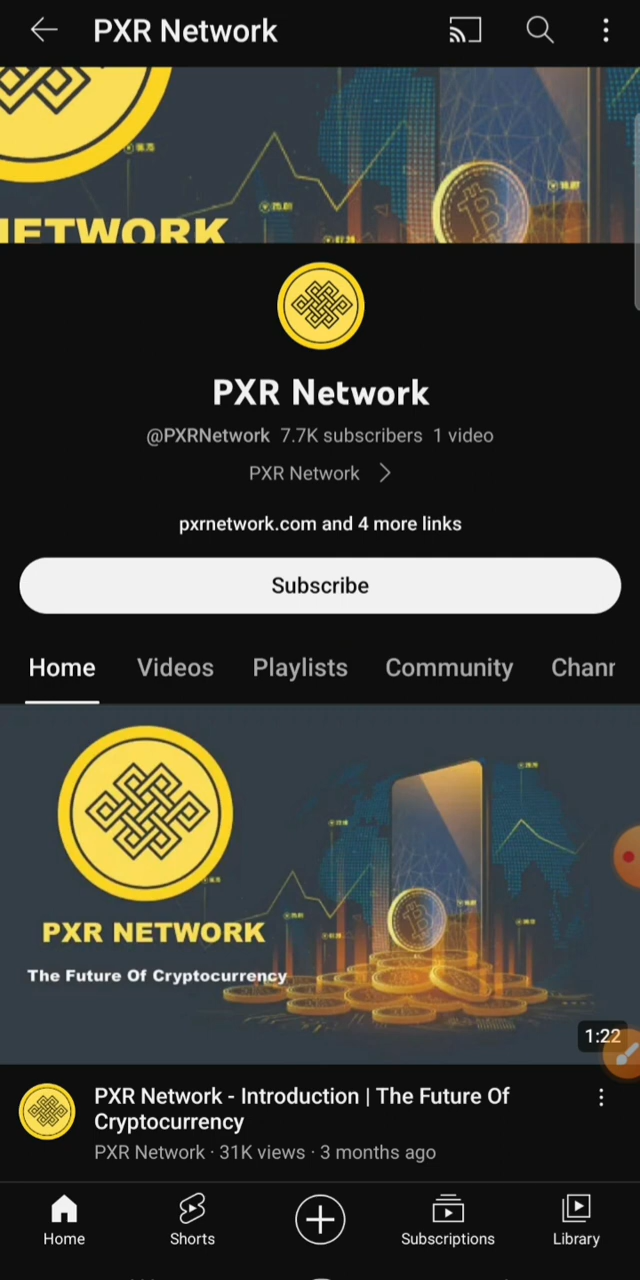 PXR Network
NETWORK
PXR Network
@PXRNetwork 7.7K subscribers 1 video
PXR Network
pxrnetwork.com and 4 more links
Subscribe
Home Videos Playlists Community Chanr
PXR NETWORK
The Future Of Cryptocurrency
1:22
PXR Network - Introduction | The Future Of
Cryptocurrency
PXR Network · 31K views · 3 months ago
Home Shorts Subscriptions Library